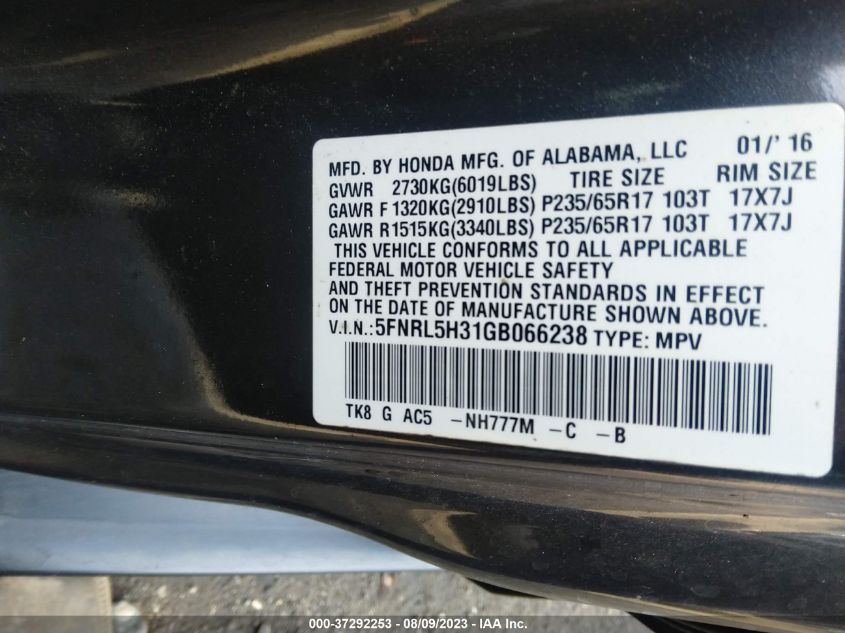 MFD. BY HONDA MFG. OF ALABAMA, LLC 01/' 16
GVWR 2730KG(6019LBS) TIRE SIZE RIM SIZE
GAWR F 1320KG(2910LBS) P235/65R17 103T 17X7J
GAWR R1515KG(3340LBS) P235/65R17 103T 17X7J
THIS VEHICLE CONFORMS TO ALL APPLICABLE
FEDERAL MOTOR VEHICLE SAFETY
AND THEFT PREVENTION STANDARDS IN EFFECT
ON THE DATE OF MANUFACTURE SHOWN ABOVE.
V.I.N.:5FNRL5H31GB066238 TYPE: MPV
TK8 G AC5 -NH777M -C -B
000-37292253 - 08/09/2023 - IAA Inc.